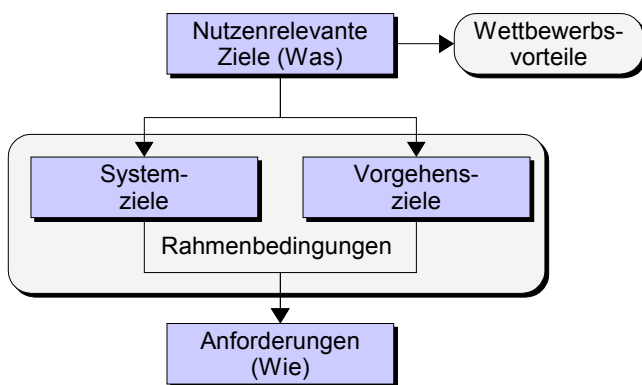 Nutzenrelevante
Ziele (Was)
Wettbewerbs-
vorteile
System-
ziele
Vorgehens-
ziele
Rahmenbedingungen
Anforderungen
(Wie)